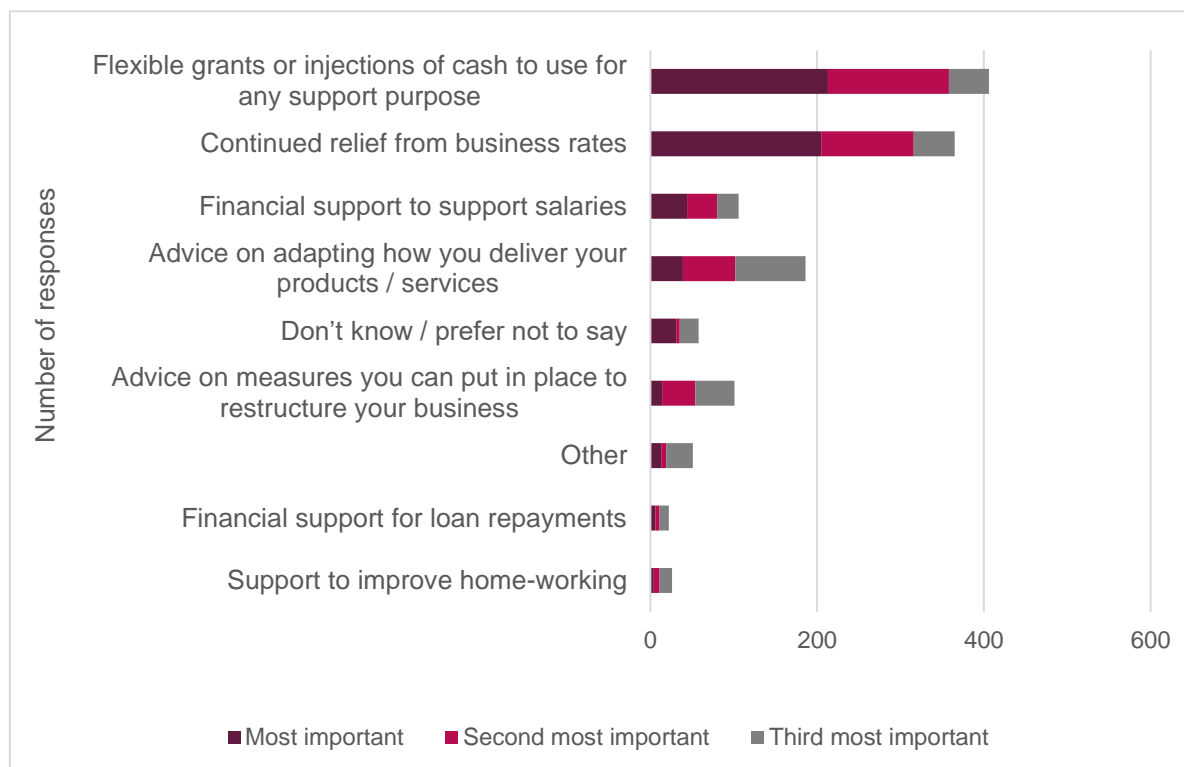 Number of responses
Flexible grants or injections of cash to use for
any support purpose
Continued relief from business rates
Financial support to support salaries
Advice on adapting how you deliver your
products / services
Don’t know / prefer not to say
Advice on measures you can put in place to
restructure your business
Other
Financial support for loan repayments
Support to improve home-working
0 200 400 600
Most important Second most important Third most important